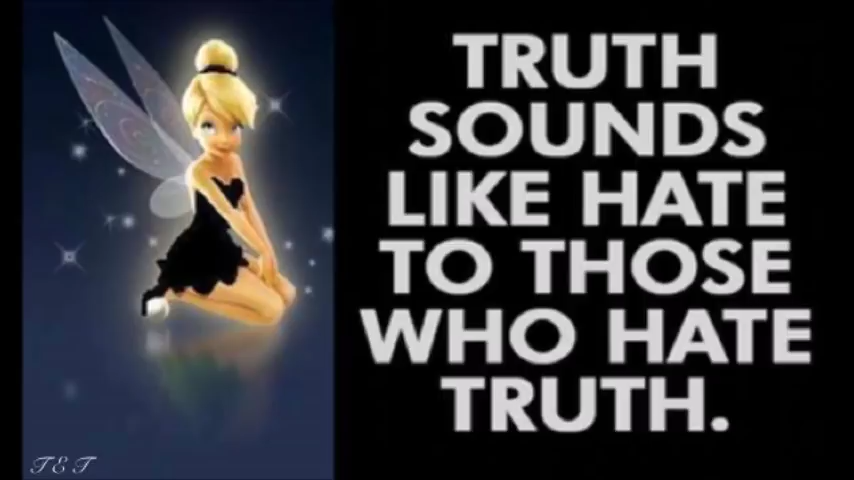 TRUTH
SOUNDS
LIKE HATE
TO THOSE
WHO HATE
TRUTH.
T&T